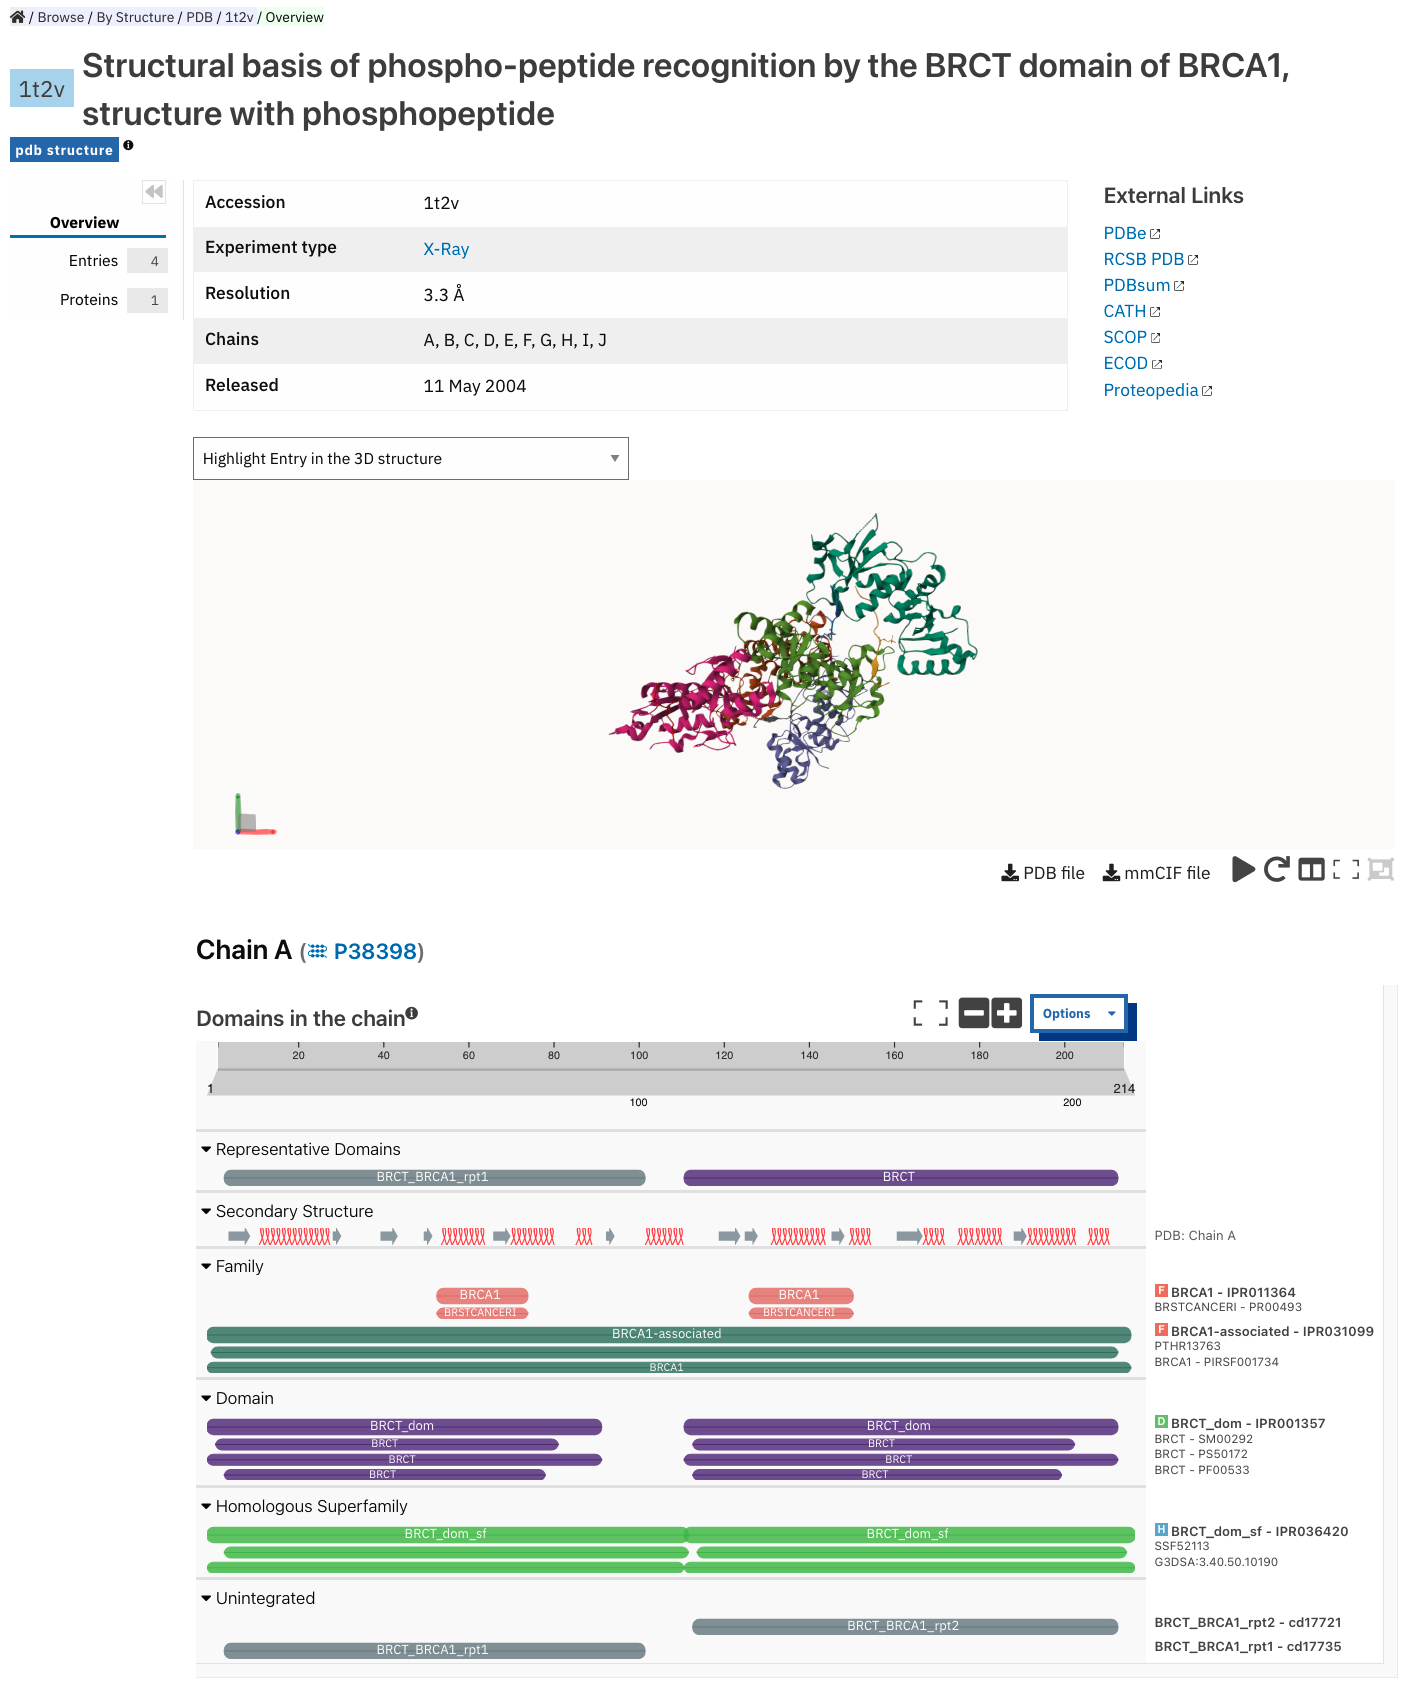 / Browse / By Structure / PDB / 1t2v / Overview
1t2v
Structural basis of phospho-peptide recognition by the BRCT domain of BRCA1,
structure with phosphopeptide
pdb structure
Overview
Entries 4
Proteins 1
Accession 1t2v
Experiment type X-Ray
Resolution 3.3 Å
Chains A, B, C, D, E, F, G, H, I, J
Released 11 May 2004
External Links
PDBe
RCSB PDB
PDBsum
CATH
SCOP
ECOD
Proteopedia
Highlight Entry in the 3D structure
PDB file mmCIF file
Chain A ( P38398)
Domains in the chain
Options
20 40 60 80 100 120 140 160 180 200
1 214
100 200
Representative Domains
BRCT_BRCA1_rpt1 BRCT
Secondary Structure
PDB: Chain A
Family
BRCA1 BRCA1 F BRCA1 - IPR011364
BRSTCANCERI BRSTCANCERI BRSTCANCERI - PR00493
BRCA1-associated F BRCA1-associated - IPR031099
PTHR13763
BRCA1 BRCA1 - PIRSF001734
Domain
BRCT_dom BRCT_dom D BRCT_dom - IPR001357
BRCT BRCT BRCT - SM00292
BRCT BRCT BRCT - PS50172
BRCT BRCT BRCT - PF00533
Homologous Superfamily
BRCT_dom_sf BRCT_dom_sf H BRCT_dom_sf - IPR036420
SSF52113
G3DSA:3.40.50.10190
Unintegrated
BRCT_BRCA1_rpt2 BRCT_BRCA1_rpt2 - cd17721
BRCT_BRCA1_rpt1 BRCT_BRCA1_rpt1 - cd17735